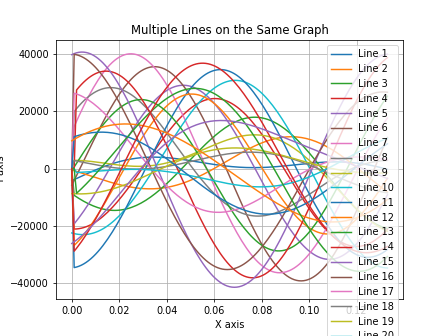 Multiple Lines on the Same Graph
40000
20000
0
−20000
−40000
0.00
0.02
0.04
0.06
0.08
0.10
X axis
Line 1
Line 2
Line 3
Line 4
Line 5
Line 6
Line 7
Line 8
Line 9
Line 10
Line 11
Line 12
Line 13
Line 14
Line 15
Line 16
Line 17
Line 18
Line 19
Line 20